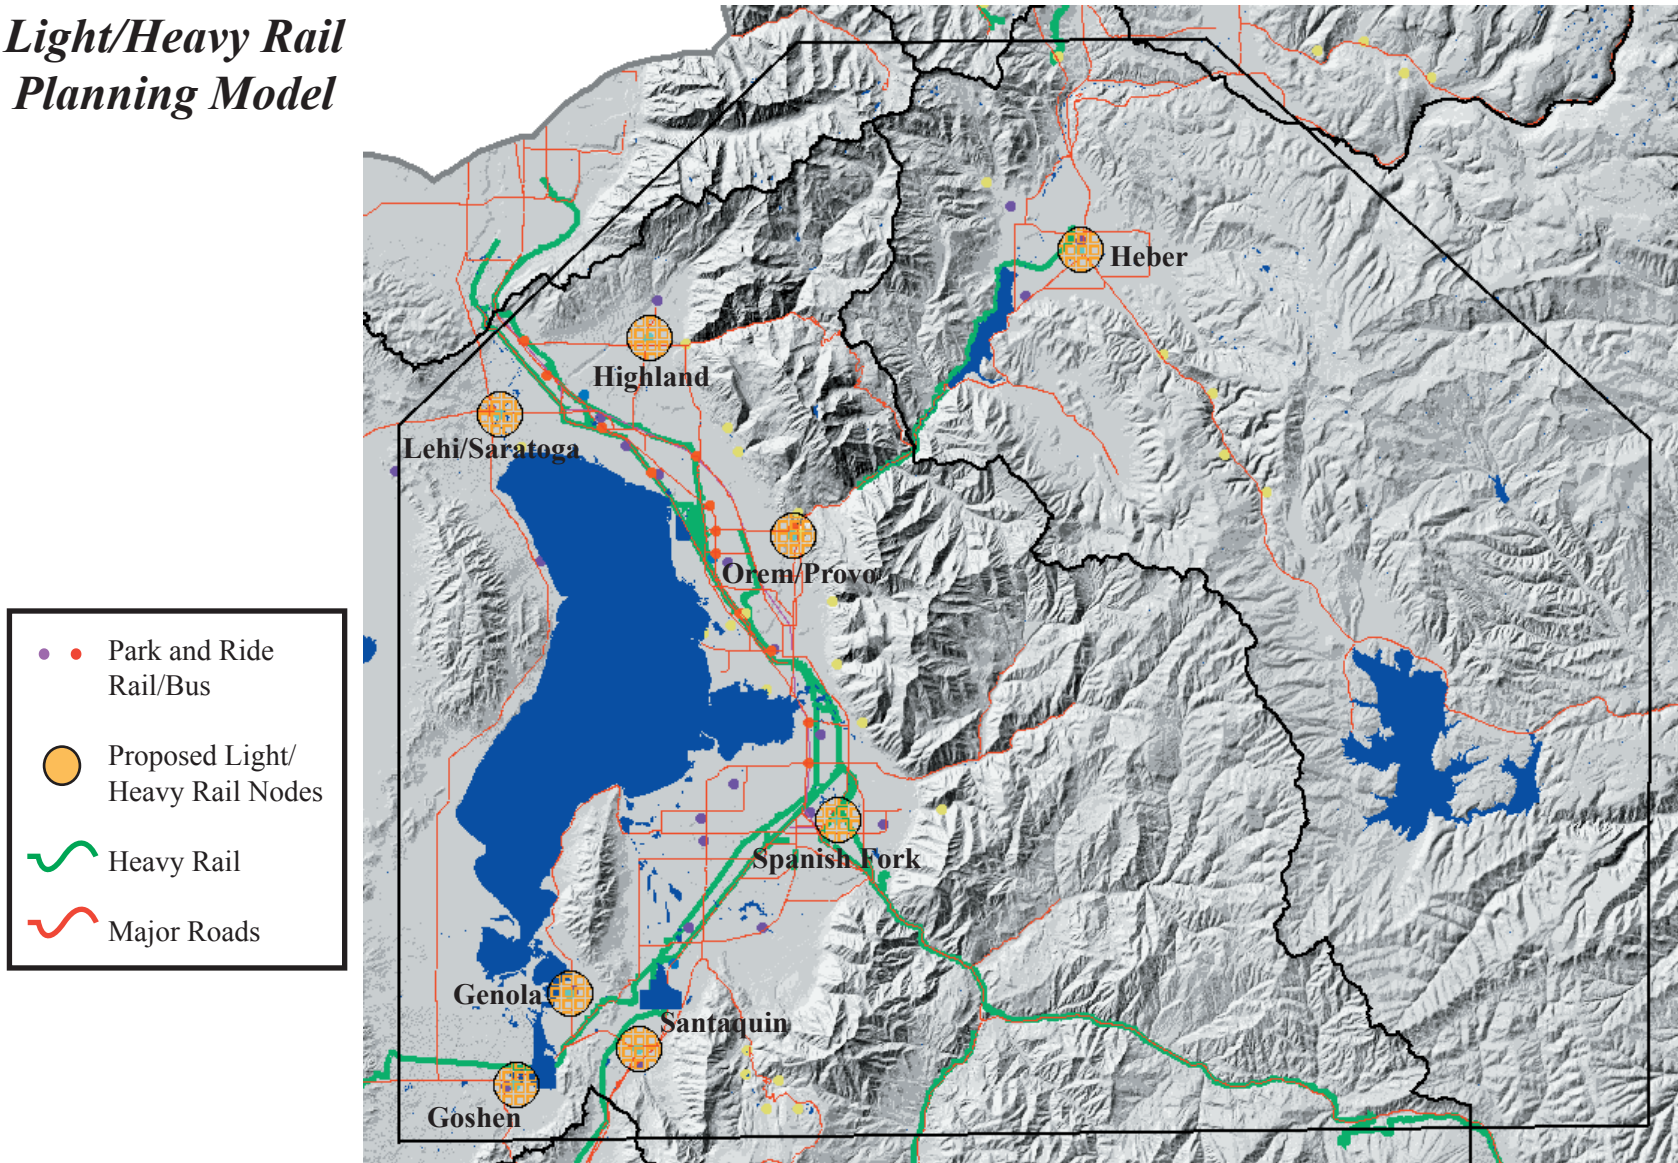 Light/Heavy Rail
Planning Model
Heber
Highland
Lehi/Saratoga
Orem/Provo
Park and Ride
Rail/Bus
Proposed Light/
Heavy Rail Nodes
Heavy Rail
Major Roads
Spanish Fork
Genola
Santaquin
Goshen